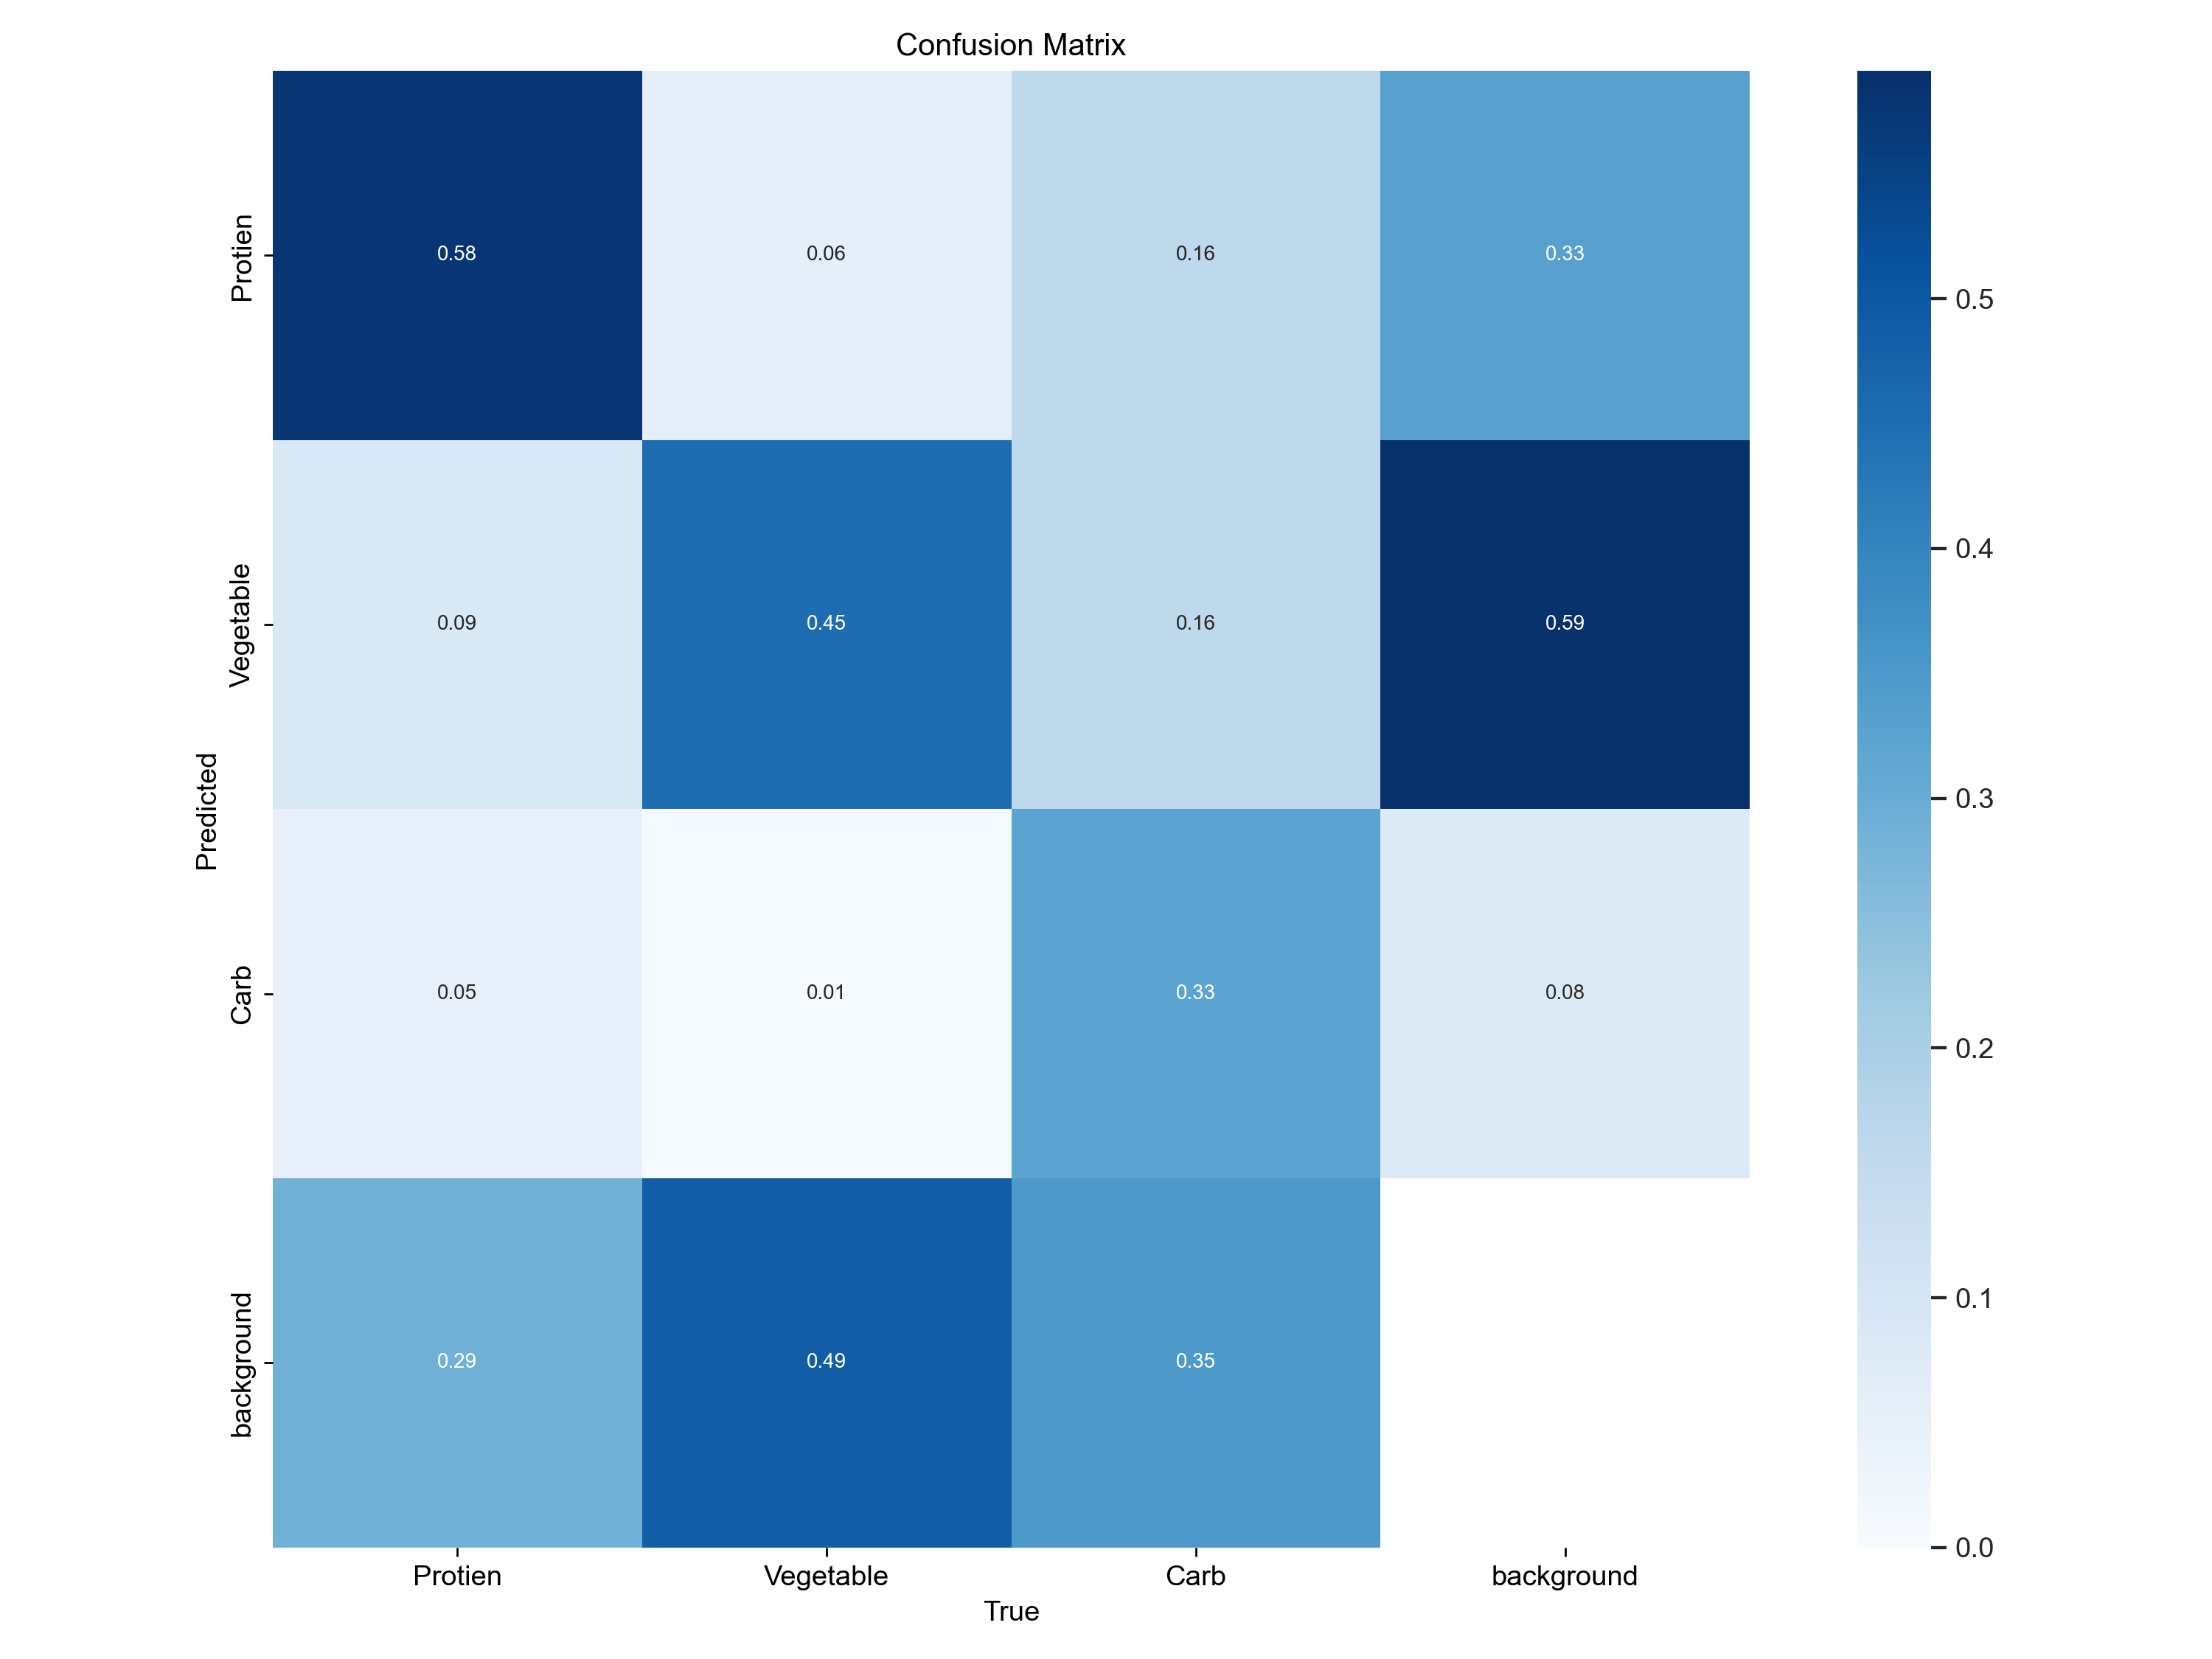 Confusion Matrix
Protien
0.58
0.06
0.16
0.33
Vegetable
0.09
0.45
0.16
0.59
Carb
0.05
0.01
0.33
0.08
background
0.29
0.49
0.35
Predicted
Protien
Vegetable
Carb
background
True
0.5
0.4
0.3
0.2
0.1
0.0